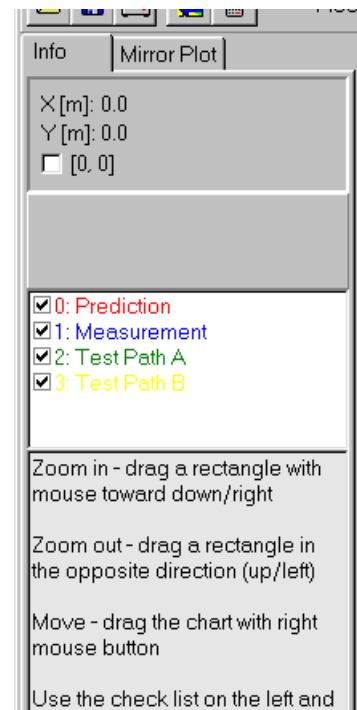 Info
Mirror Plot
X [m]: 0.0
Y [m]: 0.0
[0, 0]
0: Prediction
1: Measurement
2: Test Path A
3: Test Path B
Zoom in - drag a rectangle with
mouse toward down/right
Zoom out - drag a rectangle in
the opposite direction (up/left)
Move - drag the chart with right
mouse button
Use the check list on the left and